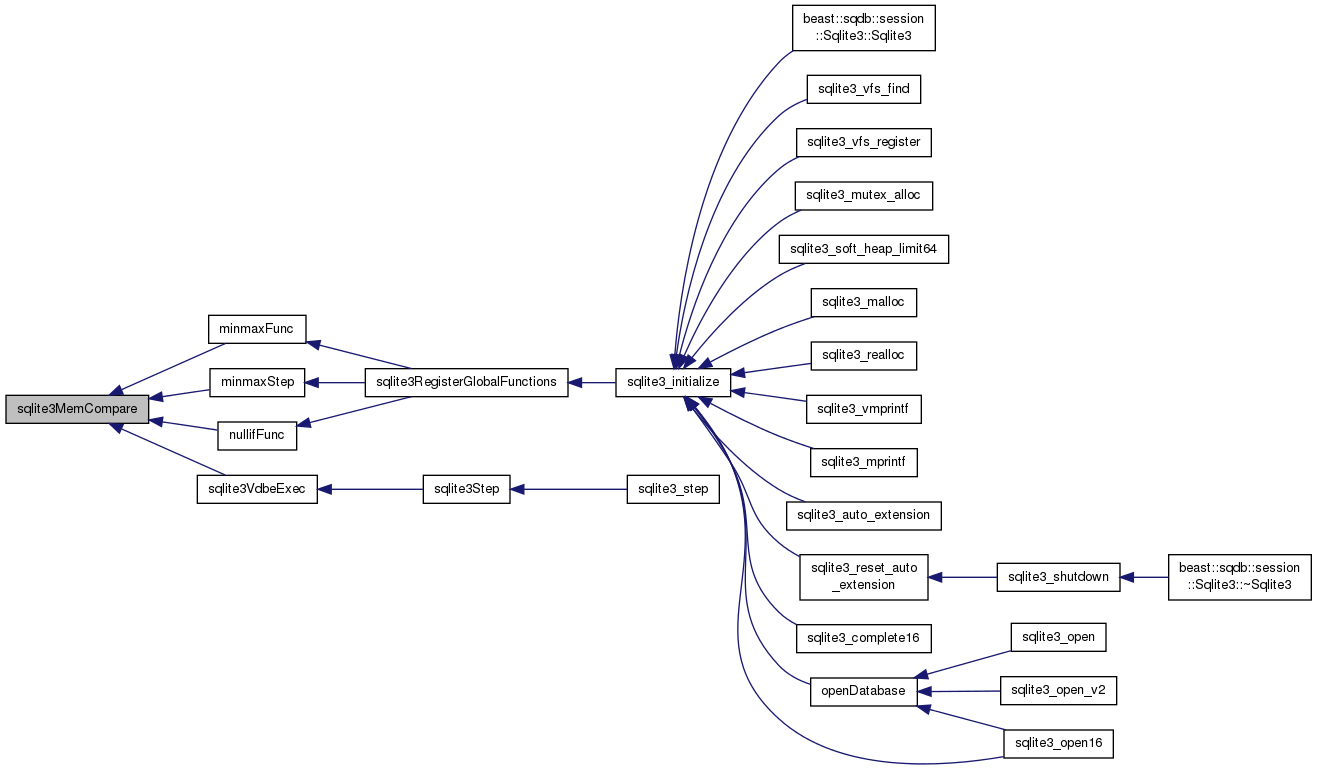 beast::sqdb::session
::Sqlite3::Sqlite3
sqlite3_vfs_find
sqlite3_vfs_register
sqlite3_mutex_alloc
sqlite3_soft_heap_limit64
sqlite3_malloc
minmaxFunc
sqlite3_realloc
minmaxStep
sqlite3RegisterGlobalFunctions
sqlite3_initialize
sqlite3MemCompare
sqlite3_vmprintf
nullifFunc
sqlite3_mprintf
sqlite3VdbeExec
sqlite3Step
sqlite3_step
sqlite3_auto_extension
sqlite3_reset_auto
_extension
sqlite3_shutdown
beast::sqdb::session
::Sqlite3::~Sqlite3
sqlite3_complete16
sqlite3_open
openDatabase
sqlite3_open_v2
sqlite3_open16